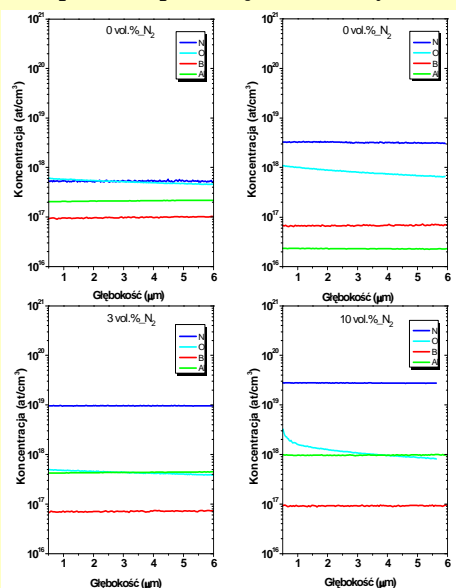 0 vol.%_N₂
N
O
B
Al
Koncentracja (at/cm³)
10²¹
10²⁰
10¹⁹
10¹⁸
10¹⁷
10¹⁶
1 2 3 4 5 6
Głębokość (μm)
0 vol.%_N₂
N
O
B
Al
Koncentracja (at/cm³)
10²¹
10²⁰
10¹⁹
10¹⁸
10¹⁷
10¹⁶
1 2 3 4 5 6
Głębokość (μm)
3 vol.%_N₂
N
O
B
Al
Koncentracja (at/cm³)
10²¹
10²⁰
10¹⁹
10¹⁸
10¹⁷
10¹⁶
1 2 3 4 5 6
Głębokość (μm)
10 vol.%_N₂
N
O
B
Al
Koncentracja (at/cm³)
10²¹
10²⁰
10¹⁹
10¹⁸
10¹⁷
10¹⁶
1 2 3 4 5 6
Głębokość (μm)